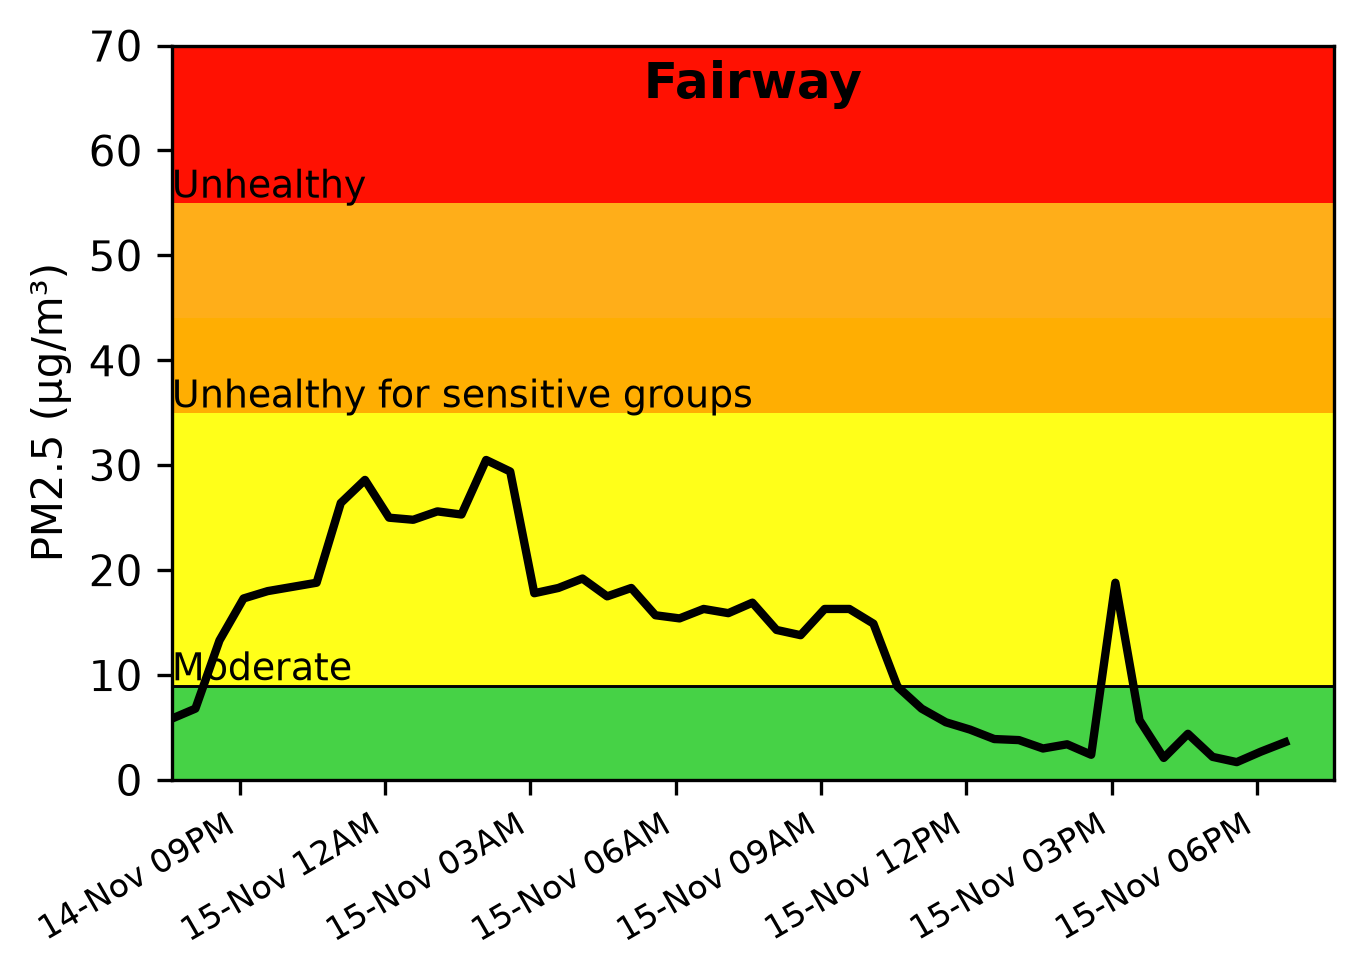 Fairway
70
60
50
40
30
20
10
0
PM2.5 (µg/m³)
Unhealthy
Unhealthy for sensitive groups
Moderate
14-Nov 09PM
15-Nov 12AM
15-Nov 03AM
15-Nov 06AM
15-Nov 09AM
15-Nov 12PM
15-Nov 03PM
15-Nov 06PM